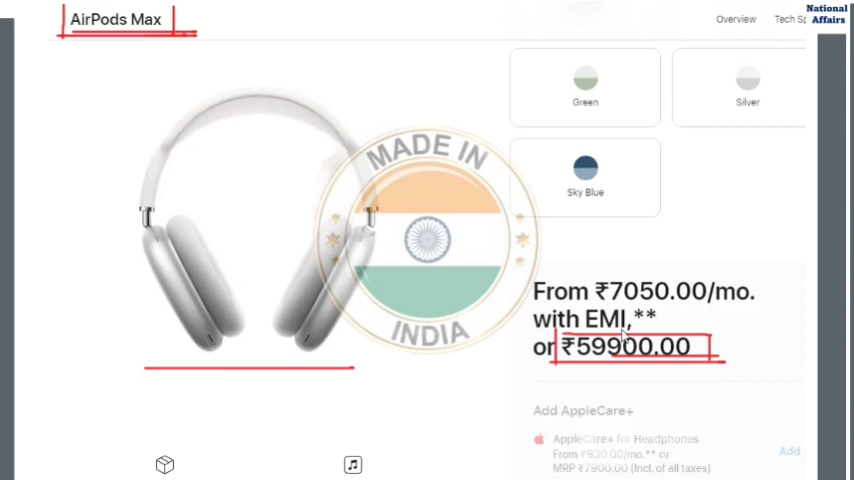 AirPods Max
Overview
National
Affairs
Green
Silver
MADE IN
Sky Blue
From ₹7050.00/mo.
with EMI,**
INDIA
or ₹59900.00
Add AppleCare+
AppleCare+ for Headphones
Add
From ₹930.00/mo.** or
MRP ₹7900.00 (Incl. of all taxes)